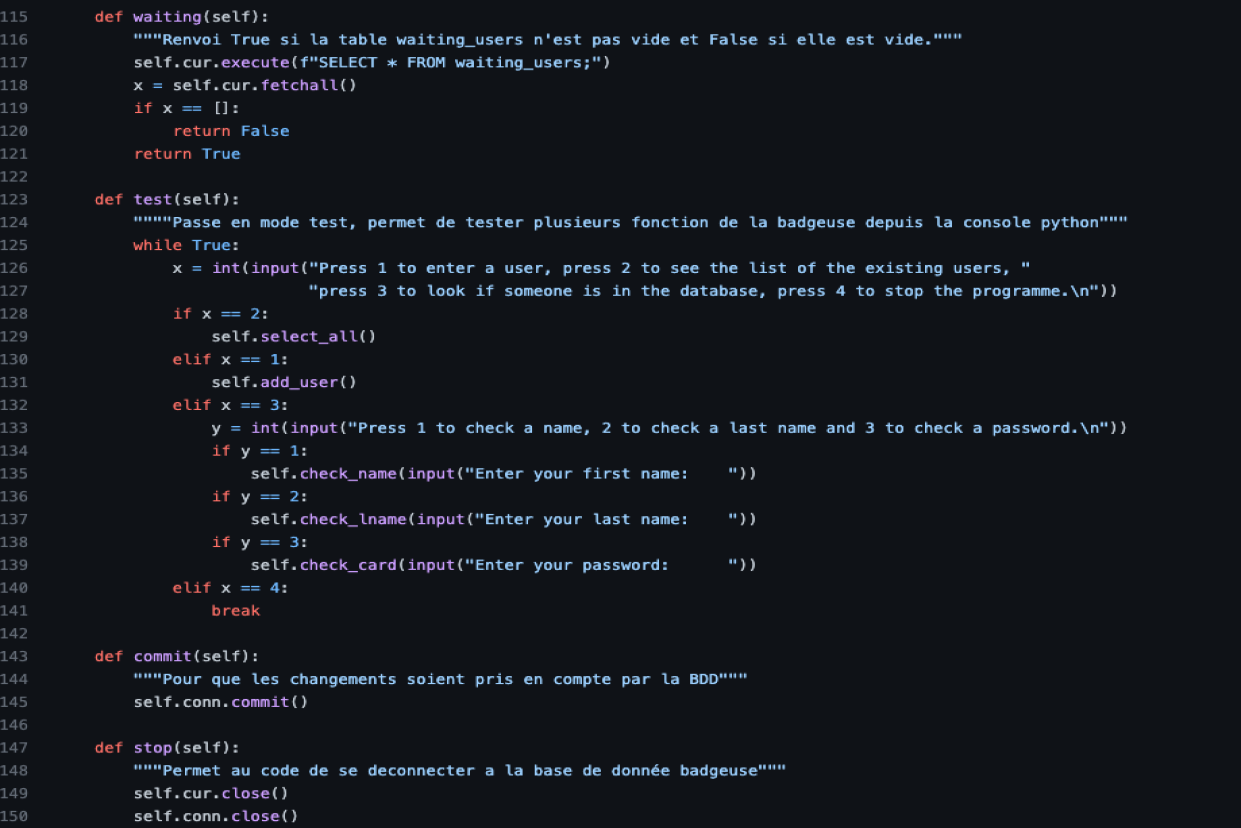 115 def waiting(self):
116 """Renvoi True si la table waiting_users n'est pas vide et False si elle est vide."""
117 self.cur.execute(f"SELECT * FROM waiting_users;")
118 x = self.cur.fetchall()
119 if x == []:
120 return False
121 return True
122
123 def test(self):
124 """"Passe en mode test, permet de tester plusieurs fonction de la badgeuse depuis la console python"""
125 while True:
126 x = int(input("Press 1 to enter a user, press 2 to see the list of the existing users, "
127 "press 3 to look if someone is in the database, press 4 to stop the programme.\n"))
128 if x == 2:
129 self.select_all()
130 elif x == 1:
131 self.add_user()
132 elif x == 3:
133 y = int(input("Press 1 to check a name, 2 to check a last name and 3 to check a password.\n"))
134 if y == 1:
135 self.check_name(input("Enter your first name:    "))
136 if y == 2:
137 self.check_lname(input("Enter your last name:    "))
138 if y == 3:
139 self.check_card(input("Enter your password:      "))
140 elif x == 4:
141 break
142
143 def commit(self):
144 """Pour que les changements soient pris en compte par la BDD"""
145 self.conn.commit()
146
147 def stop(self):
148 """Permet au code de se deconnecter a la base de donnée badgeuse"""
149 self.cur.close()
150 self.conn.close()